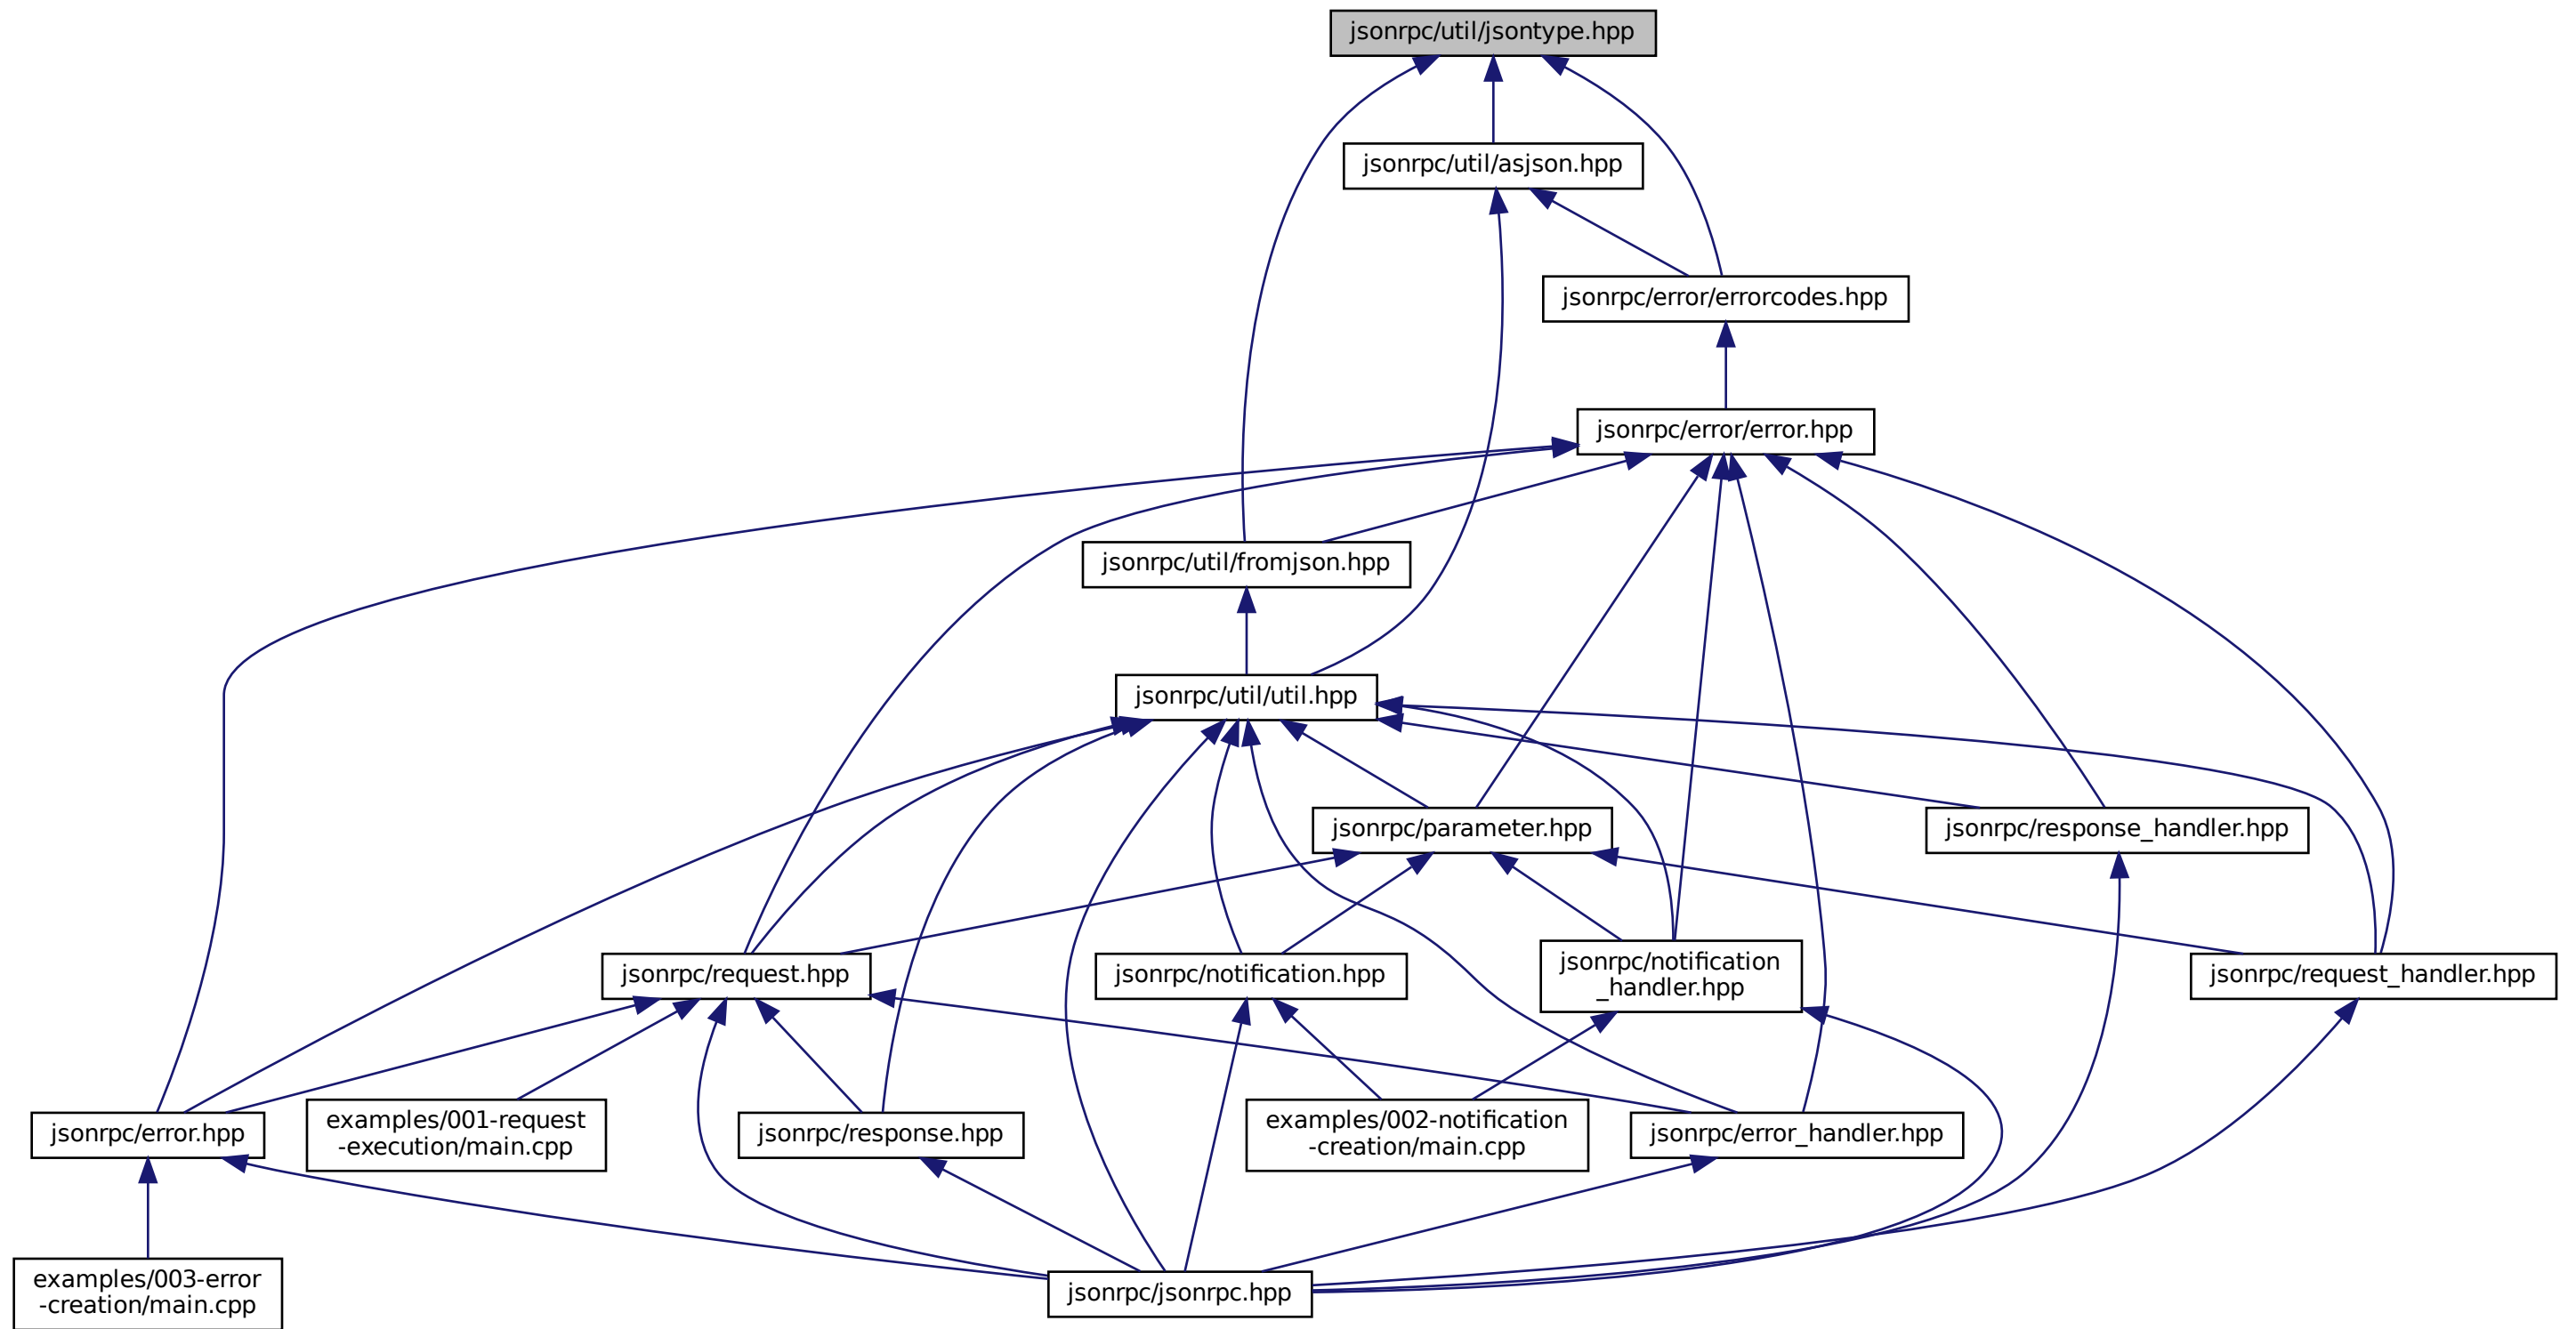 jsonrpc/util/jsontype.hpp
jsonrpc/util/asjson.hpp
jsonrpc/error/errorcodes.hpp
jsonrpc/error/error.hpp
jsonrpc/util/fromjson.hpp
jsonrpc/util/util.hpp
jsonrpc/parameter.hpp
jsonrpc/response_handler.hpp
jsonrpc/request.hpp
jsonrpc/notification.hpp
jsonrpc/notification
_handler.hpp
jsonrpc/request_handler.hpp
jsonrpc/error.hpp
examples/001-request
-execution/main.cpp
jsonrpc/response.hpp
examples/002-notification
-creation/main.cpp
jsonrpc/error_handler.hpp
examples/003-error
-creation/main.cpp
jsonrpc/jsonrpc.hpp